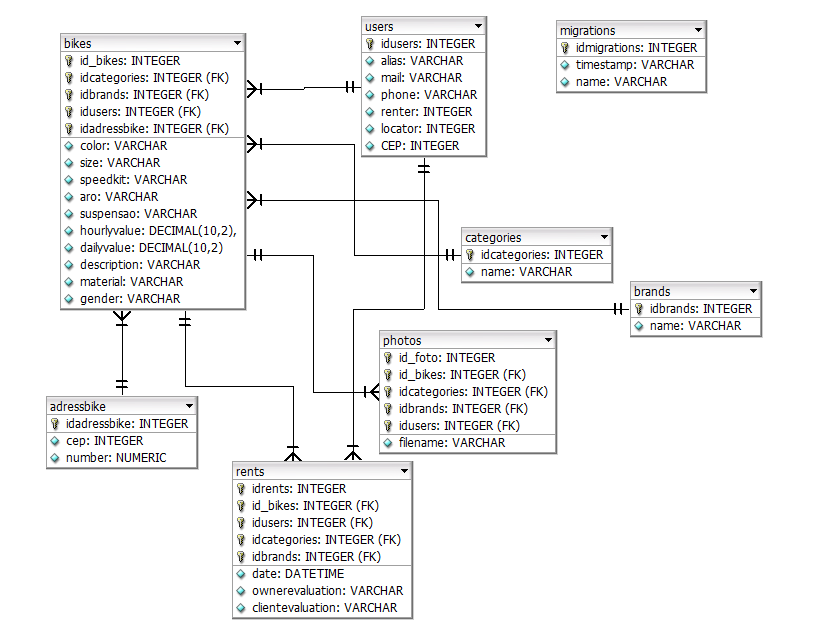 bikes
id_bikes: INTEGER
idcategories: INTEGER (FK)
idbrands: INTEGER (FK)
idusers: INTEGER (FK)
idadressbike: INTEGER (FK)
color: VARCHAR
size: VARCHAR
speedkit: VARCHAR
aro: VARCHAR
suspensao: VARCHAR
hourlyvalue: DECIMAL(10,2),
dailyvalue: DECIMAL(10,2)
description: VARCHAR
material: VARCHAR
gender: VARCHAR
users
idusers: INTEGER
alias: VARCHAR
mail: VARCHAR
phone: VARCHAR
renter: INTEGER
locator: INTEGER
CEP: INTEGER
migrations
idmigrations: INTEGER
timestamp: VARCHAR
name: VARCHAR
categories
idcategories: INTEGER
name: VARCHAR
brands
idbrands: INTEGER
name: VARCHAR
photos
id_foto: INTEGER
id_bikes: INTEGER (FK)
idcategories: INTEGER (FK)
idbrands: INTEGER (FK)
idusers: INTEGER (FK)
filename: VARCHAR
adressbike
idadressbike: INTEGER
cep: INTEGER
number: NUMERIC
rents
idrents: INTEGER
id_bikes: INTEGER (FK)
idusers: INTEGER (FK)
idcategories: INTEGER (FK)
idbrands: INTEGER (FK)
date: DATETIME
ownerevaluation: VARCHAR
clientevaluation: VARCHAR